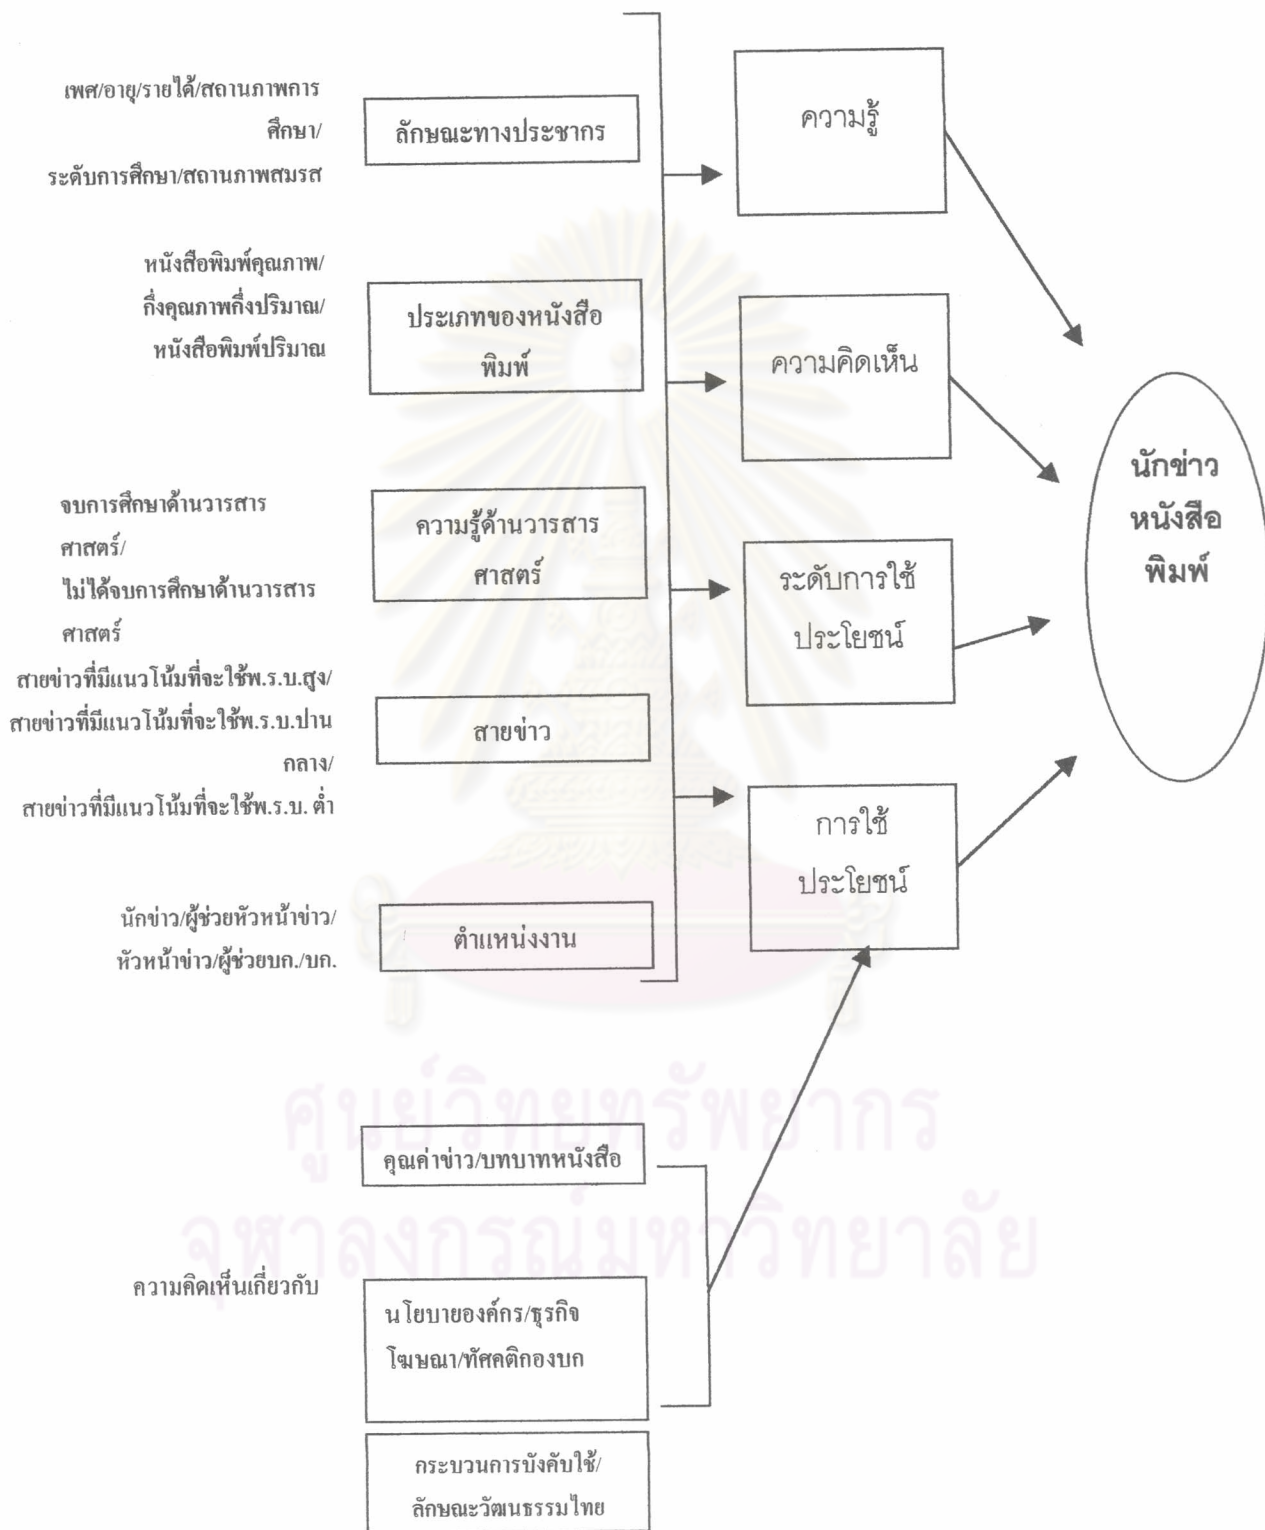 เพศ/อายุ/รายได้/สถานภาพการ
ศึกษา/
ระดับการศึกษา/สถานภาพสมรส
ลักษณะทางประชากร
หนังสือพิมพ์คุณภาพ/
กึ่งคุณภาพกึ่งปริมาณ/
หนังสือพิมพ์ปริมาณ
ประเภทของหนังสือ
พิมพ์
จบการศึกษาด้านวารสาร
ศาสตร์/
ไม่ได้จบการศึกษาด้านวารสาร
ศาสตร์
ความรู้ด้านวารสาร
ศาสตร์
สายข่าวที่มีแนวโน้มที่จะใช้พ.ร.บ.สูง/
สายข่าวที่มีแนวโน้มที่จะใช้พ.ร.บ.ปาน
กลาง/
สายข่าวที่มีแนวโน้มที่จะใช้พ.ร.บ. ต่ำ
สายข่าว
นักข่าว/ผู้ช่วยหัวหน้าข่าว/
หัวหน้าข่าว/ผู้ช่วยบก./บก.
ตำแหน่งงาน
ความรู้
ความคิดเห็น
ระดับการใช้
ประโยชน์
การใช้
ประโยชน์
นักข่าว
หนังสือ
พิมพ์
ความคิดเห็นเกี่ยวกับ
คุณค่าข่าว/บทบาทหนังสือ
นโยบายองค์กร/ธุรกิจ
โฆษณา/ทัศคติกองบก
กระบวนการบังคับใช้/
ลักษณะวัฒนธรรมไทย
ศูนย์วิทยทรัพยากร
จุฬาลงกรณ์มหาวิทยาลัย